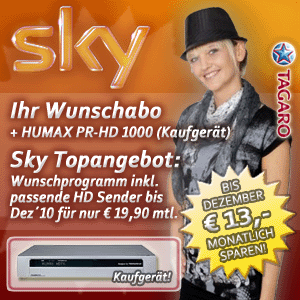 sky
TAGARO
Ihr Wunschabo
+ HUMAX PR-HD 1000 (Kaufgerät)
Sky Topangebot:
Wunschprogramm inkl.
passende HD Sender bis
Dez´10 für nur € 19,90 mtl.
BIS
DEZEMBER
€ 13,-
MONATLICH
SPAREN!
Kaufgerät!